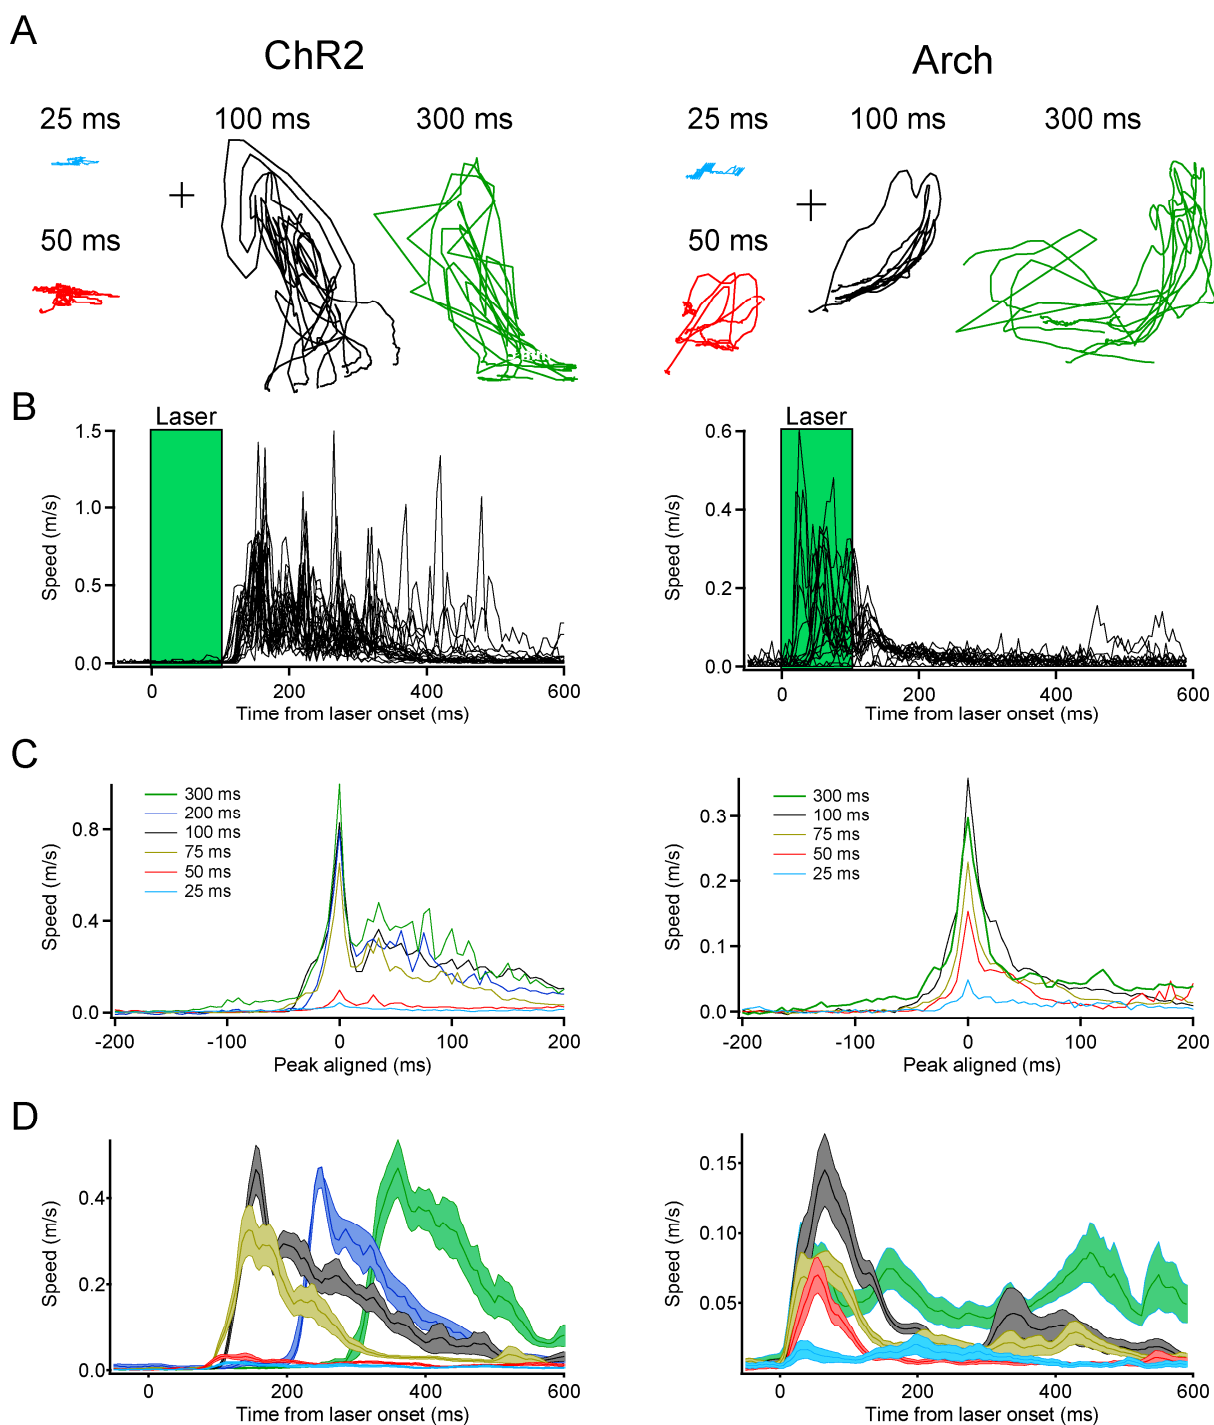 A
ChR2
Arch
25 ms
100 ms
300 ms
25 ms
100 ms
300 ms
50 ms
50 ms
B
Laser
Laser
1.5
1.0
0.5
0.0
Speed (m/s)
0 200 400 600
Time from laser onset (ms)
0.6
0.4
0.2
0.0
Speed (m/s)
0 200 400 600
Time from laser onset (ms)
C
300 ms
200 ms
100 ms
75 ms
50 ms
25 ms
0.8
0.4
0.0
Speed (m/s)
-200 -100 0 100 200
Peak aligned (ms)
300 ms
100 ms
75 ms
50 ms
25 ms
0.3
0.2
0.1
0.0
Speed (m/s)
-200 -100 0 100 200
Peak aligned (ms)
D
0.4
0.2
0.0
Speed (m/s)
0 200 400 600
Time from laser onset (ms)
0.15
0.10
0.05
Speed (m/s)
0 200 400 600
Time from laser onset (ms)